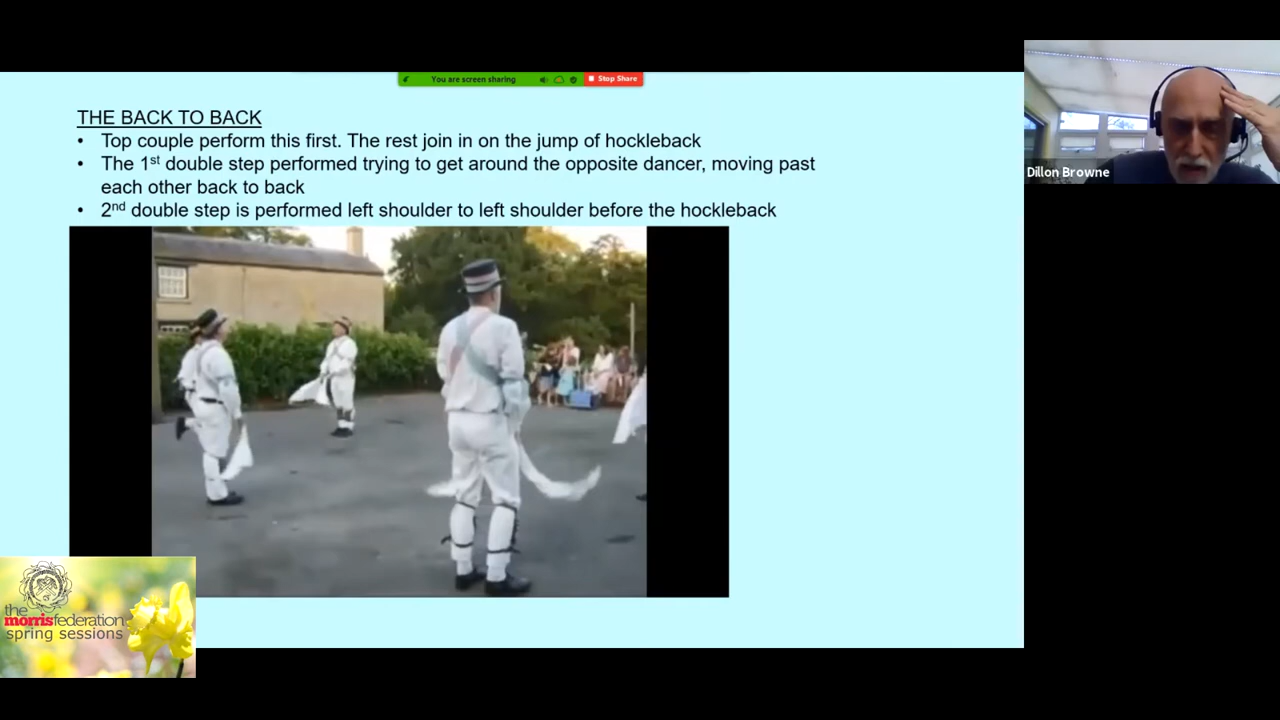 You are screen sharing
Stop Share
THE BACK TO BACK
• Top couple perform this first. The rest join in on the jump of hockleback
• The 1st double step performed trying to get around the opposite dancer, moving past
each other back to back
• 2nd double step is performed left shoulder to left shoulder before the hockleback
Dillon Browne
the
morrisfederation
spring sessions